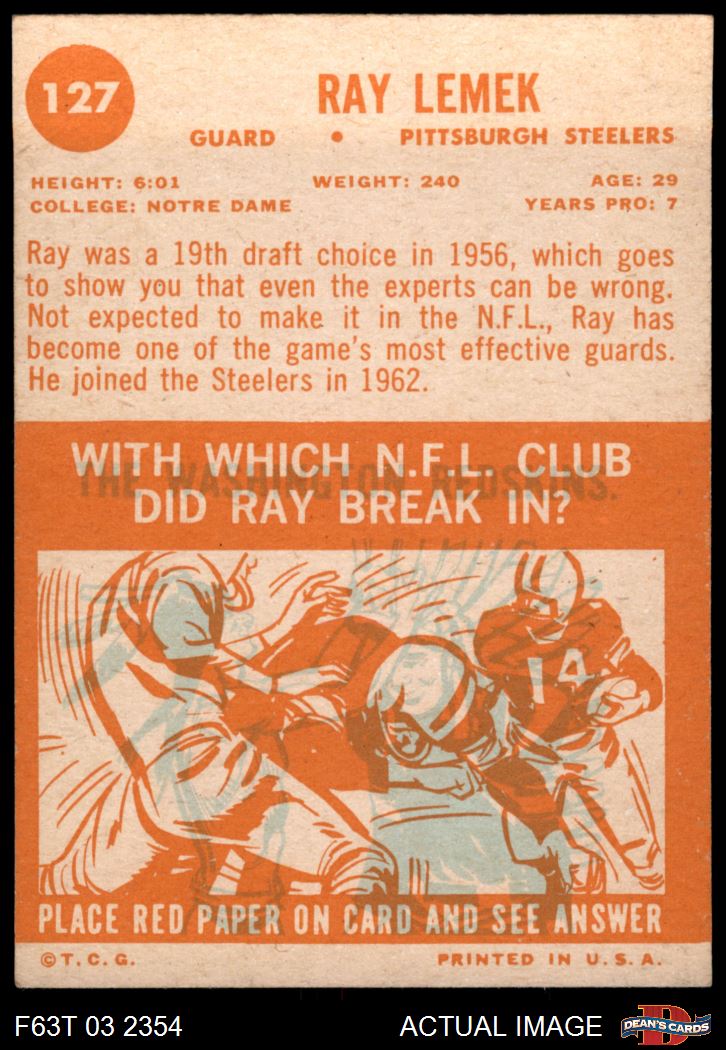 127
RAY LEMEK
GUARD • PITTSBURGH STEELERS
HEIGHT: 6:01 WEIGHT: 240 AGE: 29
COLLEGE: NOTRE DAME YEARS PRO: 7
Ray was a 19th draft choice in 1956, which goes
to show you that even the experts can be wrong.
Not expected to make it in the N.F.L., Ray has
become one of the game's most effective guards.
He joined the Steelers in 1962.
WITH WHICH N.F.L. CLUB
THE WASHINGTON REDSKINS.
DID RAY BREAK IN?
14
PLACE RED PAPER ON CARD AND SEE ANSWER
© T. C. G. PRINTED IN U. S. A.
F63T 03 2354 ACTUAL IMAGE
D
DEAN'S CARDS